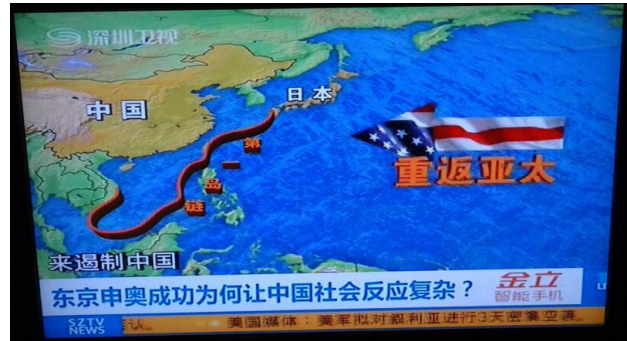 深圳卫视
日本
中国
第一岛链
重返亚太
来遏制中国
东京申奥成功为何让中国社会反应复杂？
金立
智能手机
SZTV
NEWS
认。
美国媒体：美军拟对叙利亚进行3天密集空袭